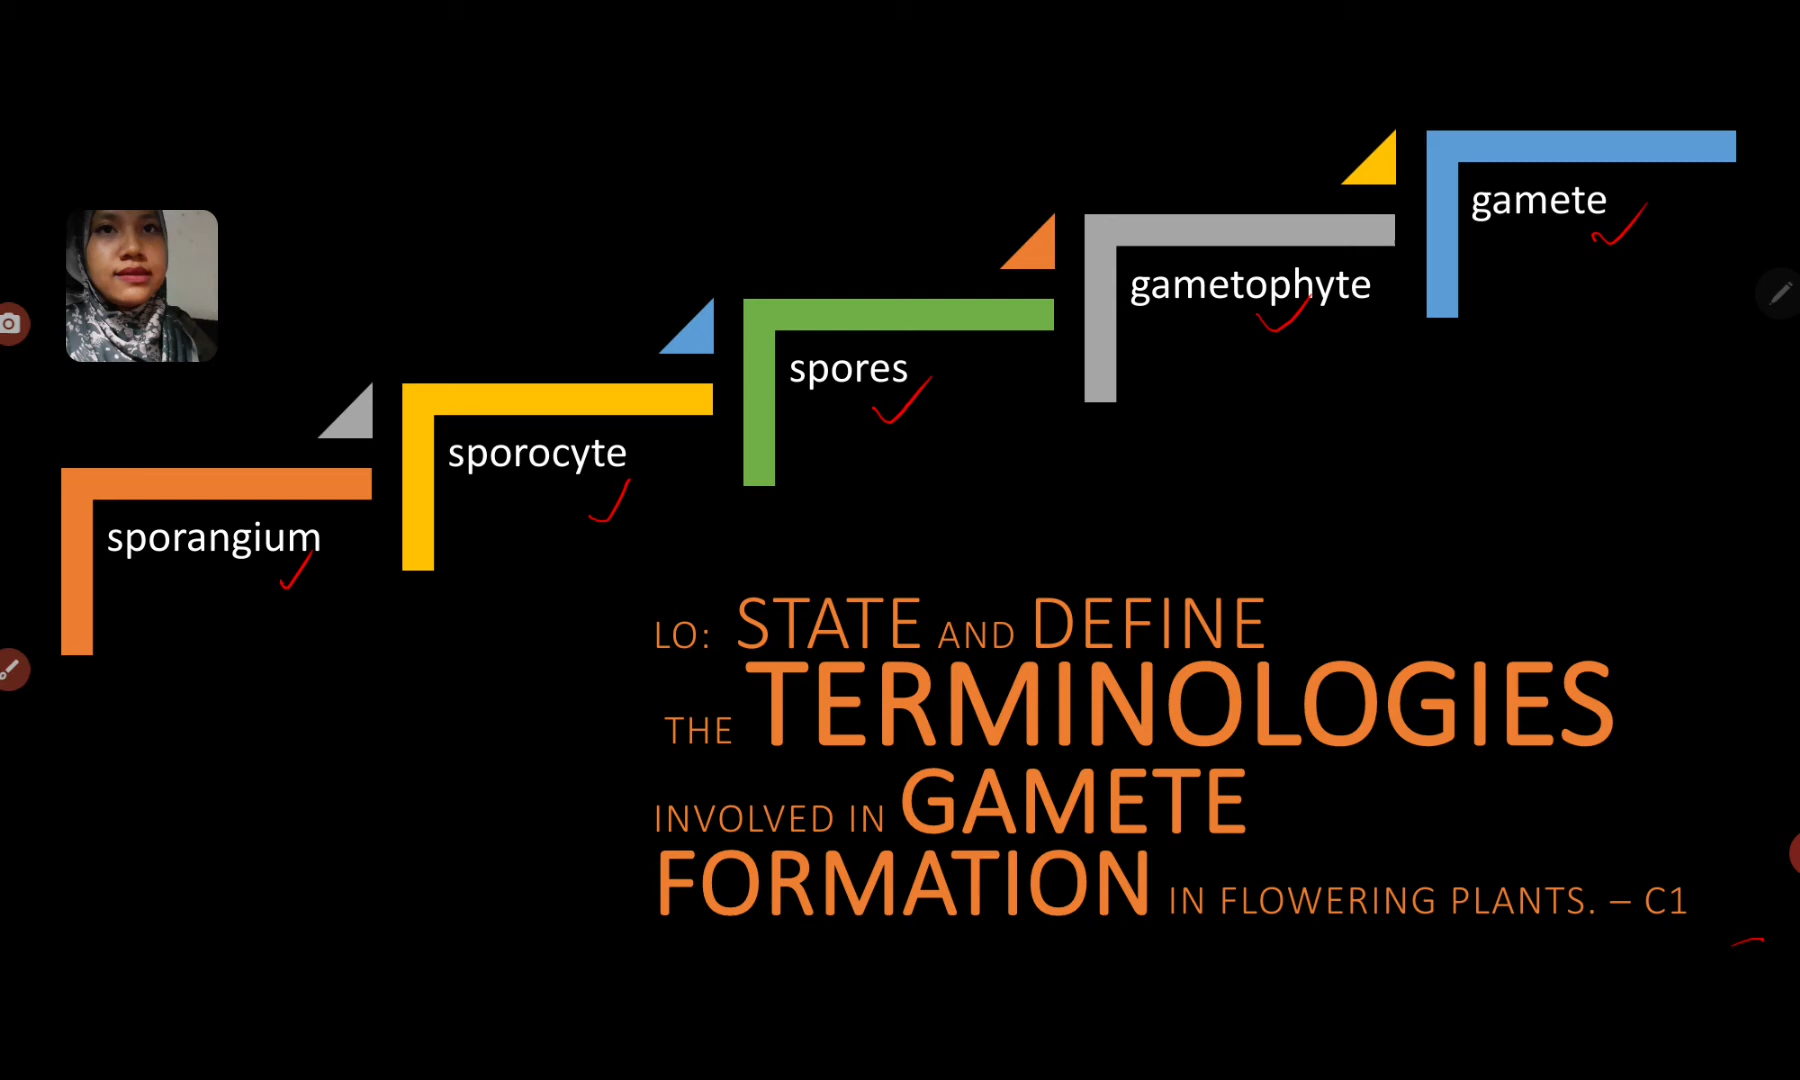 gamete
gametophyte
spores
sporocyte
sporangium
LO: STATE AND DEFINE
THE TERMINOLOGIES
INVOLVED IN GAMETE
FORMATION IN FLOWERING PLANTS. – C1